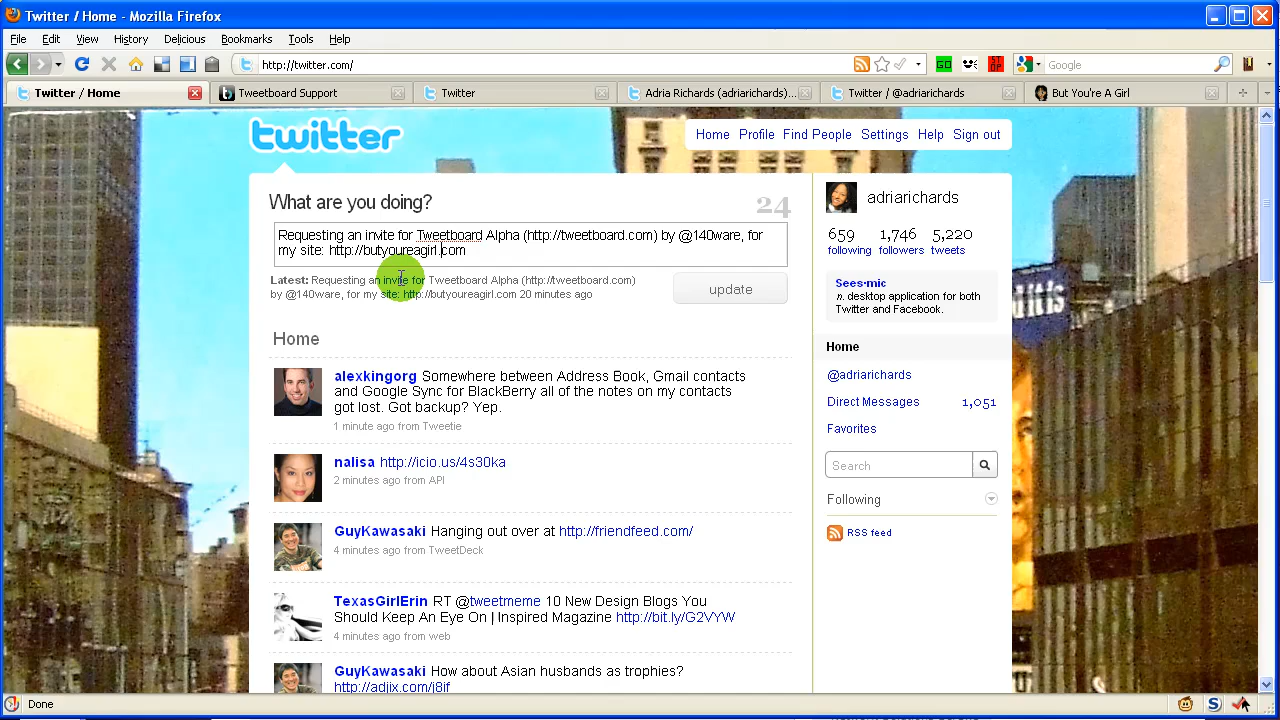 Twitter / Home - Mozilla Firefox
File Edit View History Delicious Bookmarks Tools Help
http://twitter.com/
GO
STOP
Google
Twitter / Home
Tweetboard Support
Twitter
Adria Richards (adriarichards)...
Twitter / @adriarichards
But You're A Girl
twitter
Home Profile Find People Settings Help Sign out
What are you doing?
24
Requesting an invite for Tweetboard Alpha (http://tweetboard.com) by @140ware, for
my site: http://butyoureagirl.com
Latest: Requesting an invite for Tweetboard Alpha (http://tweetboard.com)
by @140ware, for my site: http://butyoureagirl.com 20 minutes ago
update
Home
alexkingorg Somewhere between Address Book, Gmail contacts
and Google Sync for BlackBerry all of the notes on my contacts
got lost. Got backup? Yep.
1 minute ago from Tweetie
nalisa http://icio.us/4s30ka
2 minutes ago from API
GuyKawasaki Hanging out over at http://friendfeed.com/
4 minutes ago from TweetDeck
TexasGirlErin RT @tweetmeme 10 New Design Blogs You
Should Keep An Eye On | Inspired Magazine http://bit.ly/G2VYW
4 minutes ago from web
GuyKawasaki How about Asian husbands as trophies?
http://adjix.com/j8if
adriarichards
659 1,746 5,220
following followers tweets
Sees·mic
n. desktop application for both
Twitter and Facebook.
Home
@adriarichards
Direct Messages 1,051
Favorites
Search
Following
RSS feed
Done